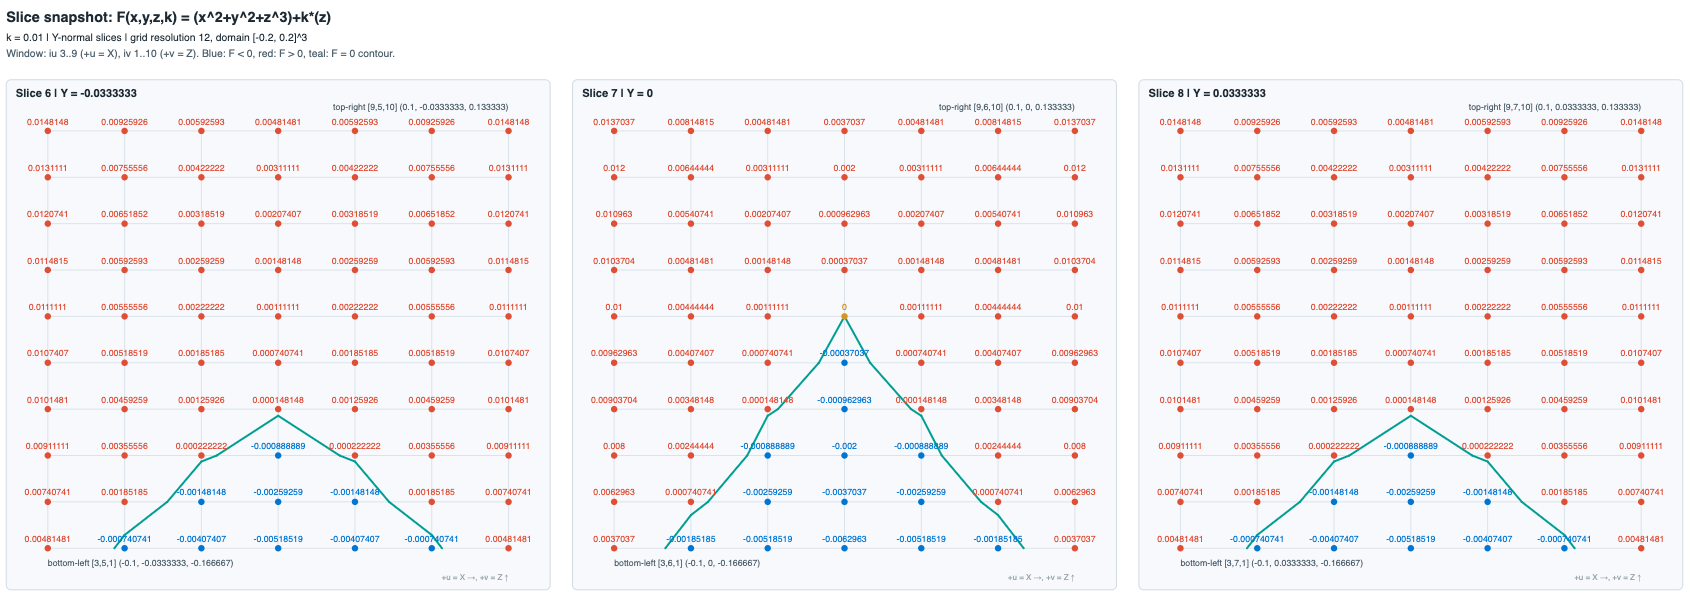 Slice snapshot: F(x,y,z,k) = (x^2+y^2+z^3)+k*(z)
k = 0.01 | Y-normal slices | grid resolution 12, domain [-0.2, 0.2]^3
Window: iu 3..9 (+u = X), iv 1..10 (+v = Z). Blue: F < 0, red: F > 0, teal: F = 0 contour.
Slice 6 | Y = -0.0333333
top-right [9,5,10] (0.1, -0.0333333, 0.133333)
0.0148148 0.00925926 0.00592593 0.00481481 0.00592593 0.00925926 0.0148148
0.0131111 0.00755556 0.00422222 0.00311111 0.00422222 0.00755556 0.0131111
0.0120741 0.00651852 0.00318519 0.00207407 0.00318519 0.00651852 0.0120741
0.0114815 0.00592593 0.00259259 0.00148148 0.00259259 0.00592593 0.0114815
0.0111111 0.00555556 0.00222222 0.00111111 0.00222222 0.00555556 0.0111111
0.0107407 0.00518519 0.00185185 0.000740741 0.00185185 0.00518519 0.0107407
0.0101481 0.00459259 0.00125926 0.000148148 0.00125926 0.00459259 0.0101481
0.00911111 0.00355556 0.000222222 -0.000888889 0.000222222 0.00355556 0.00911111
0.00740741 0.00185185 -0.00148148 -0.00259259 -0.00148148 0.00185185 0.00740741
0.00481481 -0.000740741 -0.00407407 -0.00518519 -0.00407407 -0.000740741 0.00481481
bottom-left [3,5,1] (-0.1, -0.0333333, -0.166667)
+u = X →, +v = Z ↑
Slice 7 | Y = 0
top-right [9,6,10] (0.1, 0, 0.133333)
0.0137037 0.00814815 0.00481481 0.0037037 0.00481481 0.00814815 0.0137037
0.012 0.00644444 0.00311111 0.002 0.00311111 0.00644444 0.012
0.010963 0.00540741 0.00207407 0.000962963 0.00207407 0.00540741 0.010963
0.0103704 0.00481481 0.00148148 0.00037037 0.00148148 0.00481481 0.0103704
0.01 0.00444444 0.00111111 0 0.00111111 0.00444444 0.01
0.00962963 0.00407407 0.000740741 -0.00037037 0.000740741 0.00407407 0.00962963
0.00903704 0.00348148 0.000148148 -0.000962963 0.000148148 0.00348148 0.00903704
0.008 0.00244444 -0.000888889 -0.002 -0.000888889 0.00244444 0.008
0.0062963 0.000740741 -0.00259259 -0.0037037 -0.00259259 0.000740741 0.0062963
0.0037037 -0.00185185 -0.00518519 -0.0062963 -0.00518519 -0.00185185 0.0037037
bottom-left [3,6,1] (-0.1, 0, -0.166667)
+u = X →, +v = Z ↑
Slice 8 | Y = 0.0333333
top-right [9,7,10] (0.1, 0.0333333, 0.133333)
0.0148148 0.00925926 0.00592593 0.00481481 0.00592593 0.00925926 0.0148148
0.0131111 0.00755556 0.00422222 0.00311111 0.00422222 0.00755556 0.0131111
0.0120741 0.00651852 0.00318519 0.00207407 0.00318519 0.00651852 0.0120741
0.0114815 0.00592593 0.00259259 0.00148148 0.00259259 0.00592593 0.0114815
0.0111111 0.00555556 0.00222222 0.00111111 0.00222222 0.00555556 0.0111111
0.0107407 0.00518519 0.00185185 0.000740741 0.00185185 0.00518519 0.0107407
0.0101481 0.00459259 0.00125926 0.000148148 0.00125926 0.00459259 0.0101481
0.00911111 0.00355556 0.000222222 -0.000888889 0.000222222 0.00355556 0.00911111
0.00740741 0.00185185 -0.00148148 -0.00259259 -0.00148148 0.00185185 0.00740741
0.00481481 -0.000740741 -0.00407407 -0.00518519 -0.00407407 -0.000740741 0.00481481
bottom-left [3,7,1] (-0.1, 0.0333333, -0.166667)
+u = X →, +v = Z ↑